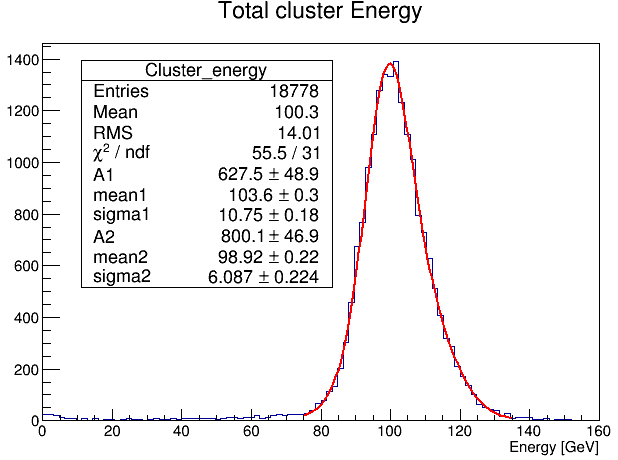 Total cluster Energy
Cluster_energy
Entries 18778
Mean 100.3
RMS 14.01
χ² / ndf 55.5 / 31
A1 627.5 ± 48.9
mean1 103.6 ± 0.3
sigma1 10.75 ± 0.18
A2 800.1 ± 46.9
mean2 98.92 ± 0.22
sigma2 6.087 ± 0.224
1400
1200
1000
800
600
400
200
0
0 20 40 60 80 100 120 140 160
Energy [GeV]